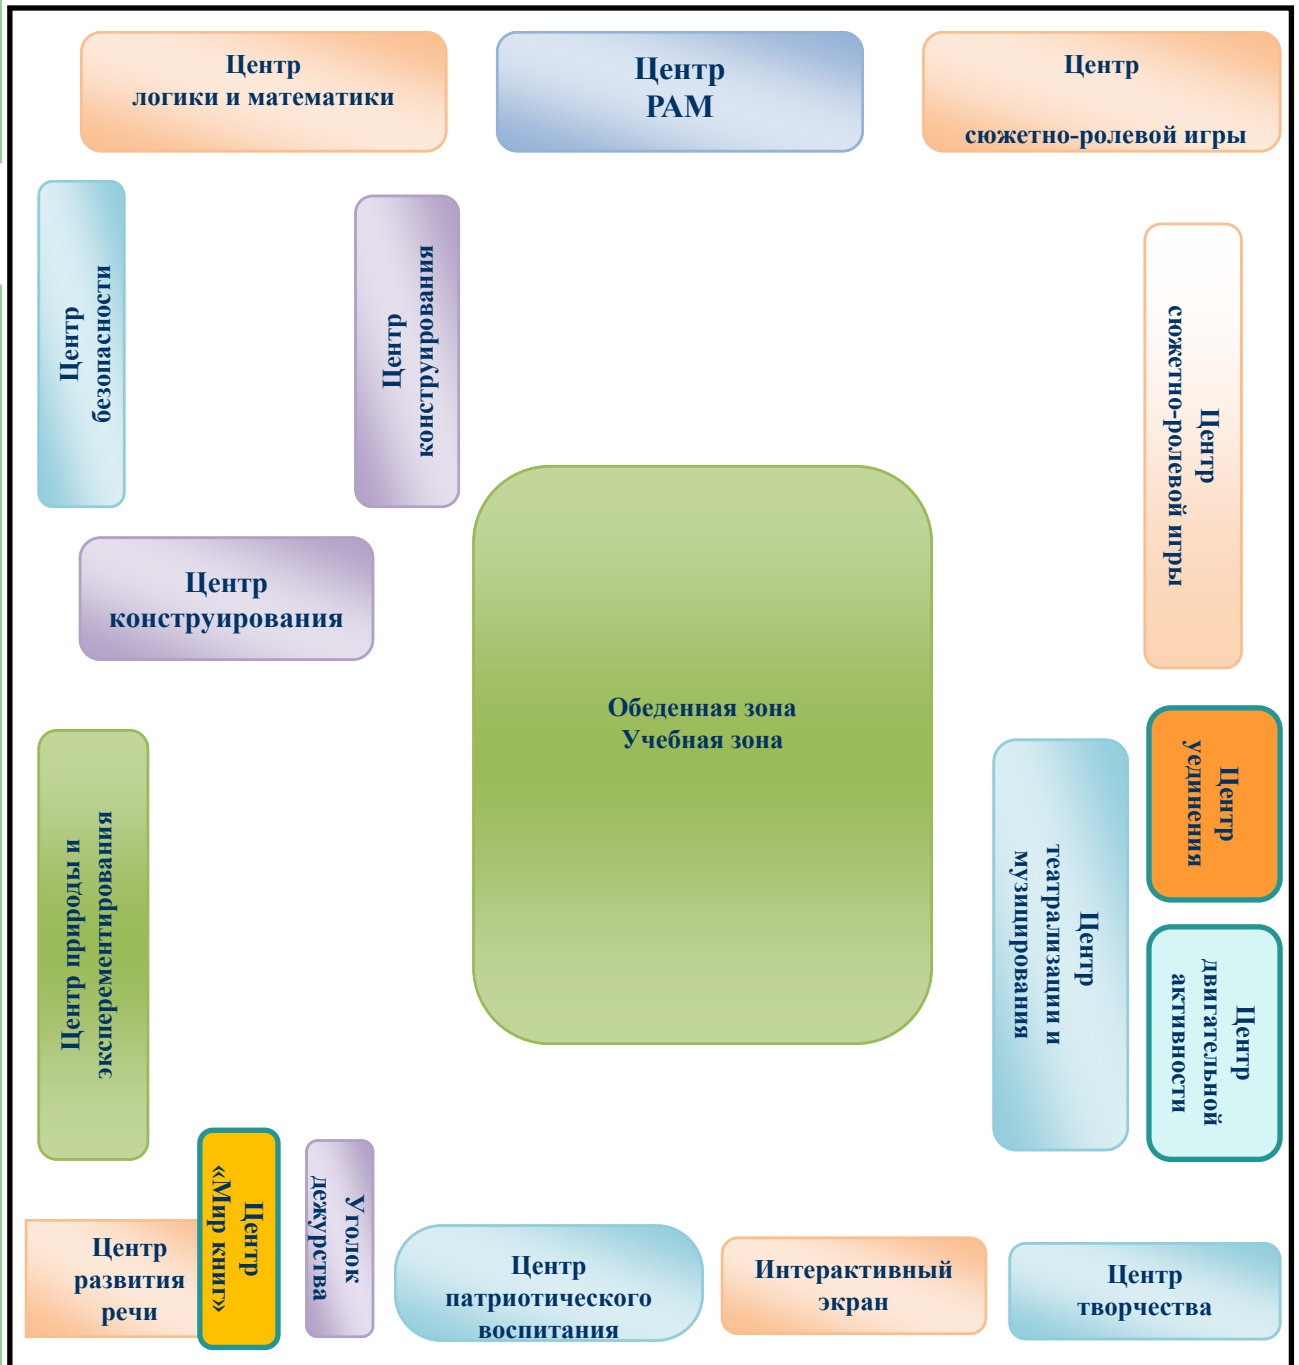 Центр
логики и математики
Центр
РАМ
Центр
сюжетно-ролевой игры
Центр
безопасности
Центр
конструирования
Центр
сюжетно-ролевой игры
Центр
конструирования
Обеденная зона
Учебная зона
Центр
уединения
Центр природы и
эксперементирования
Центр
театрализации и
музицирования
Центр
двигательной
активности
Центр
развития
речи
Центр
«Мир книг»
Уголок
дежурства
Центр
патриотического
воспитания
Интерактивный
экран
Центр
творчества